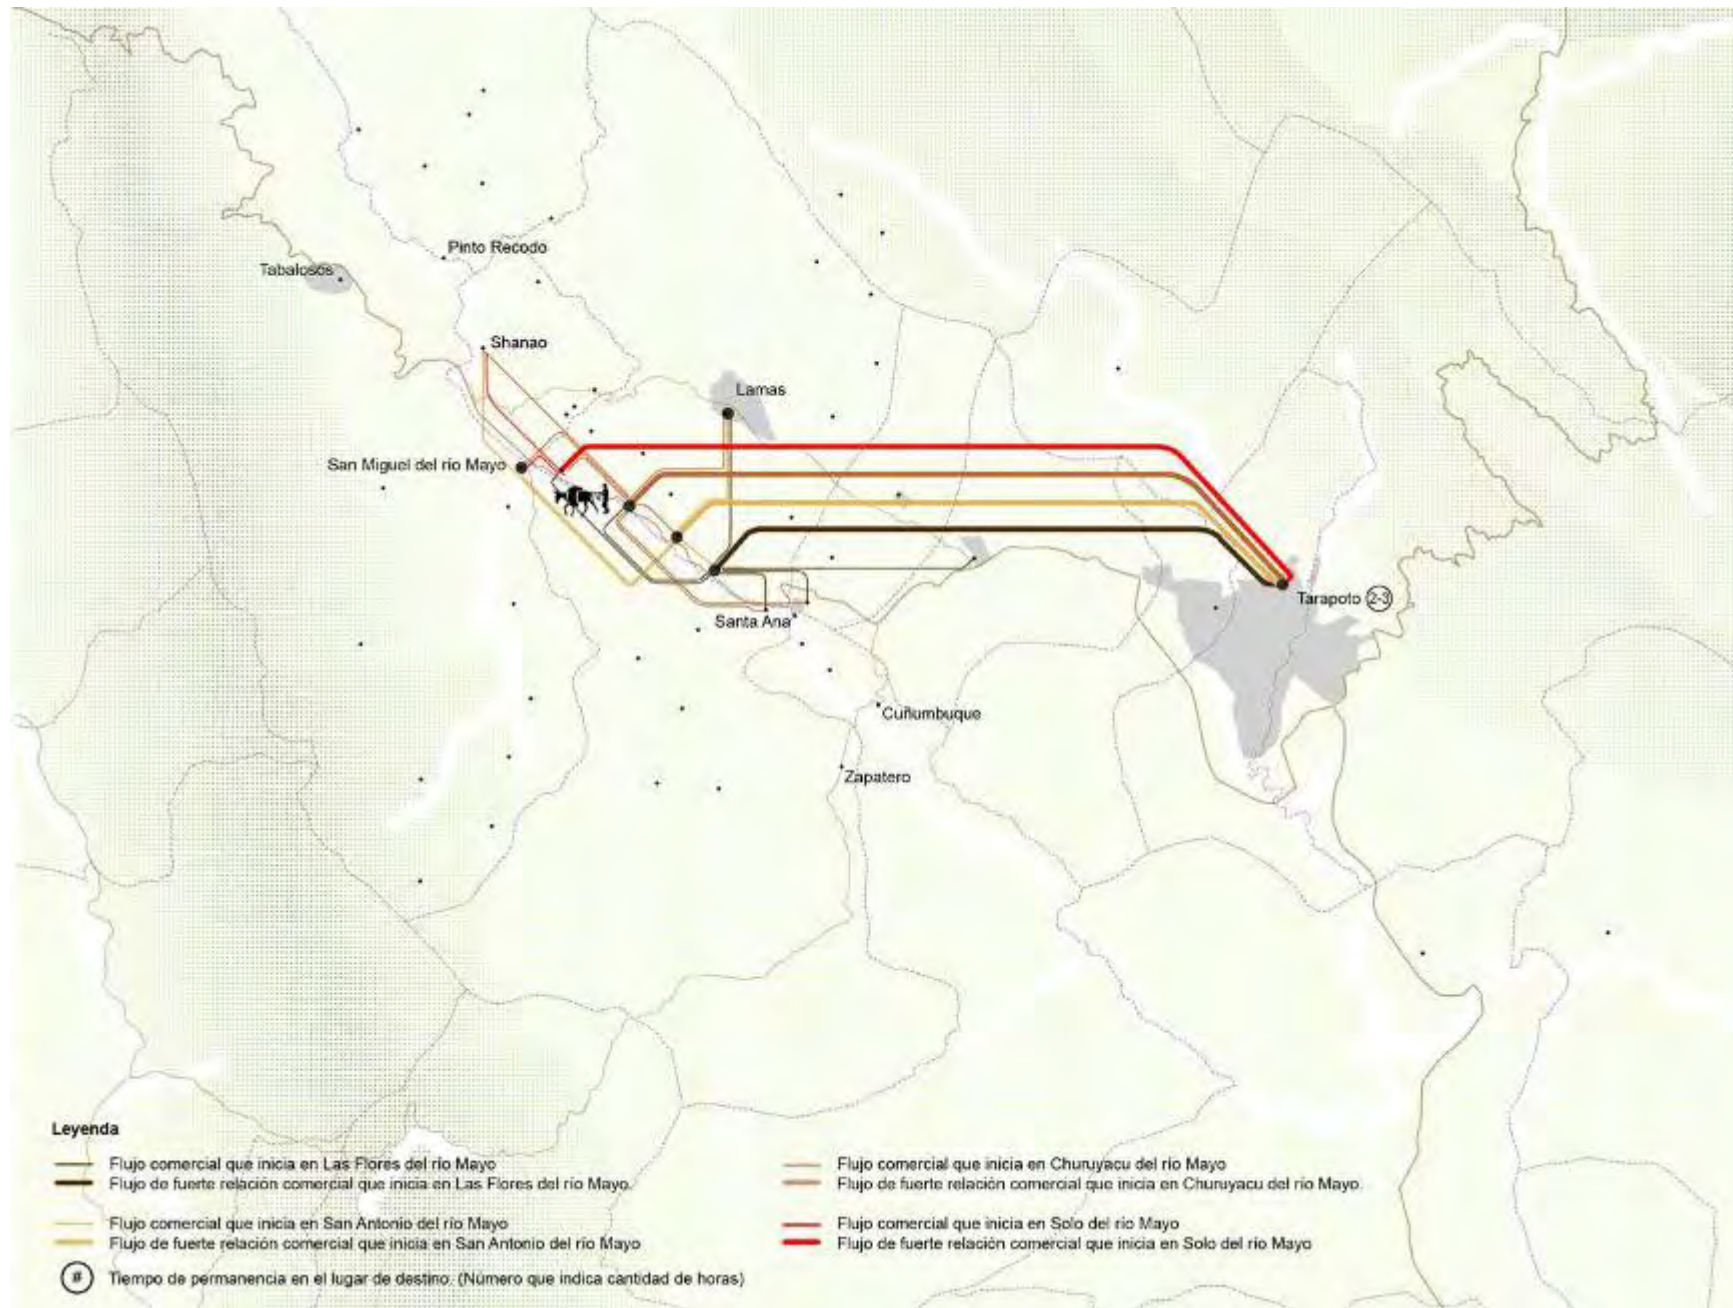 Pinto Recodo
Tabalosos
Shanao
Lamas
San Miguel del río Mayo
Tarapoto 2-3
Santa Ana
Cuñumbuque
Zapatero
Leyenda
Flujo comercial que inicia en Las Flores del río Mayo
Flujo de fuerte relación comercial que inicia en Las Flores del río Mayo.
Flujo comercial que inicia en San Antonio del río Mayo
Flujo de fuerte relación comercial que inicia en San Antonio del río Mayo
# Tiempo de permanencia en el lugar de destino. (Número que indica cantidad de horas)
Flujo comercial que inicia en Churuyacu del río Mayo
Flujo de fuerte relación comercial que inicia en Churuyacu del río Mayo.
Flujo comercial que inicia en Solo del río Mayo
Flujo de fuerte relación comercial que inicia en Solo del río Mayo